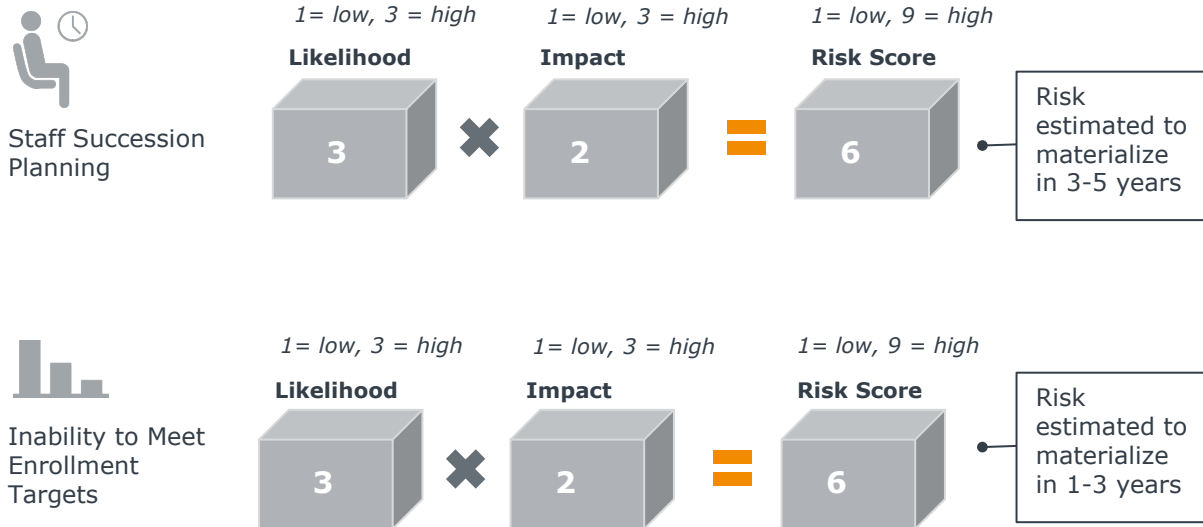 1= low, 3 = high
1= low, 3 = high
1= low, 9 = high
Likelihood
Impact
Risk Score
3
2
6
Staff Succession
Planning
Risk
estimated to
materialize
in 3-5 years
1= low, 3 = high
1= low, 3 = high
1= low, 9 = high
Likelihood
Impact
Risk Score
3
2
6
Inability to Meet
Enrollment
Targets
Risk
estimated to
materialize
in 1-3 years